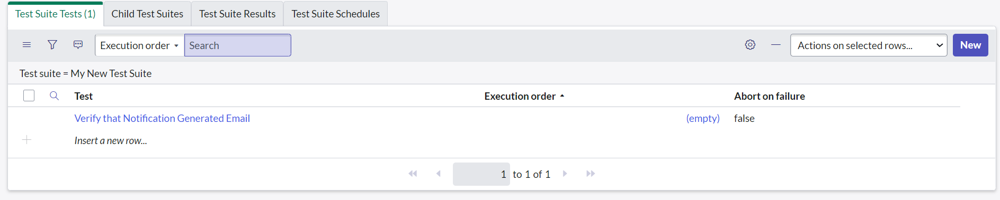 Test Suite Tests (1) Child Test Suites Test Suite Results Test Suite Schedules
Execution order Search Actions on selected rows... New
Test suite = My New Test Suite
Test Execution order Abort on failure
Verify that Notification Generated Email (empty) false
Insert a new row...
1 to 1 of 1